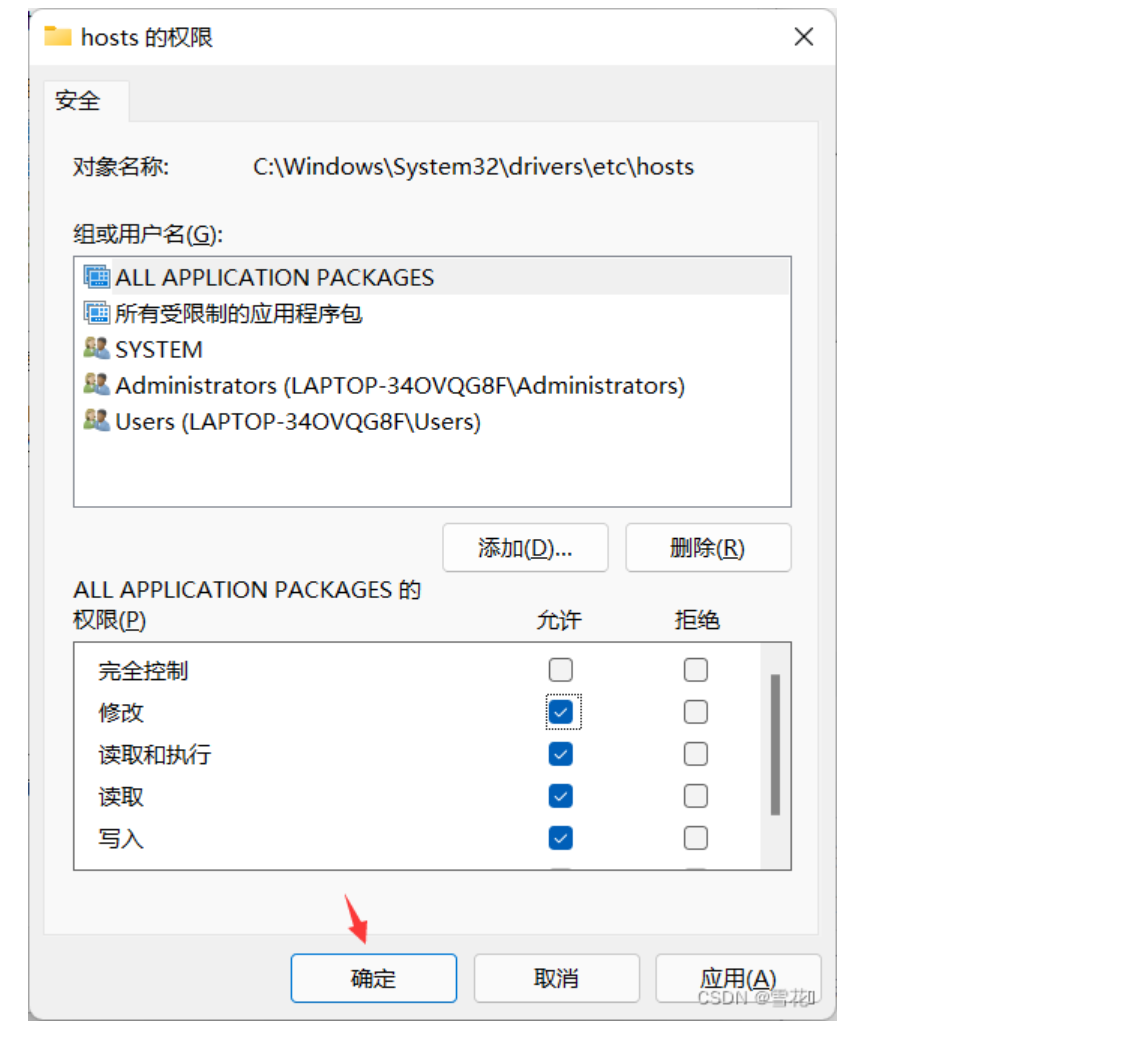 hosts 的权限
安全
对象名称: C:\Windows\System32\drivers\etc\hosts
组或用户名(G):
ALL APPLICATION PACKAGES
所有受限制的应用程序包
SYSTEM
Administrators (LAPTOP-34OVQG8F\Administrators)
Users (LAPTOP-34OVQG8F\Users)
添加(D)... 删除(R)
ALL APPLICATION PACKAGES 的
权限(P) 允许 拒绝
完全控制
修改
读取和执行
读取
写入
确定 取消 应用(A)
CSDN @雪花